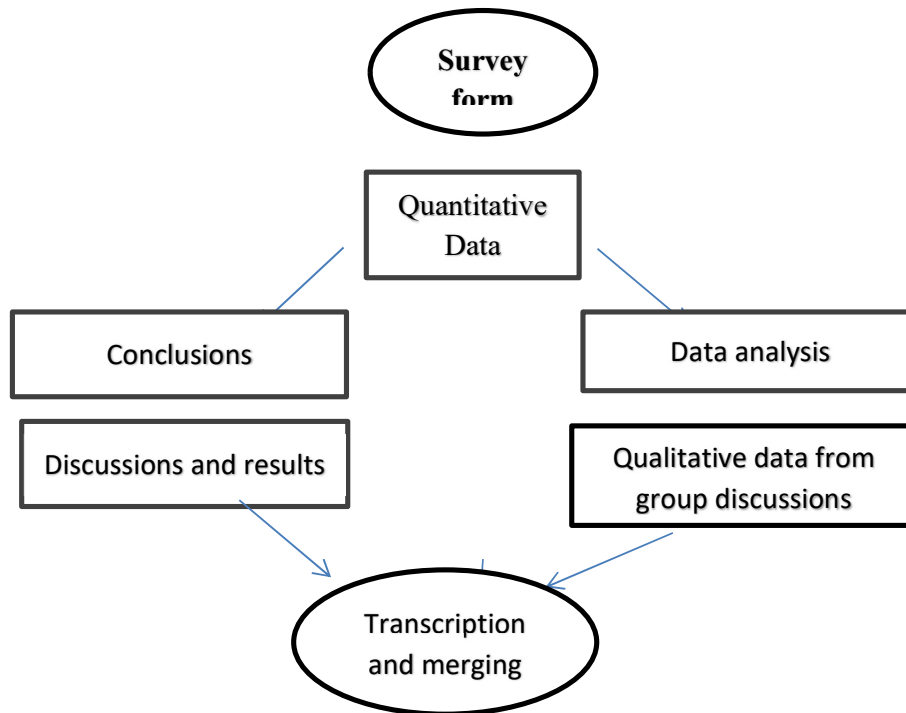 Survey
form
Quantitative
Data
Conclusions
Data analysis
Discussions and results
Qualitative data from
group discussions
Transcription
and merging